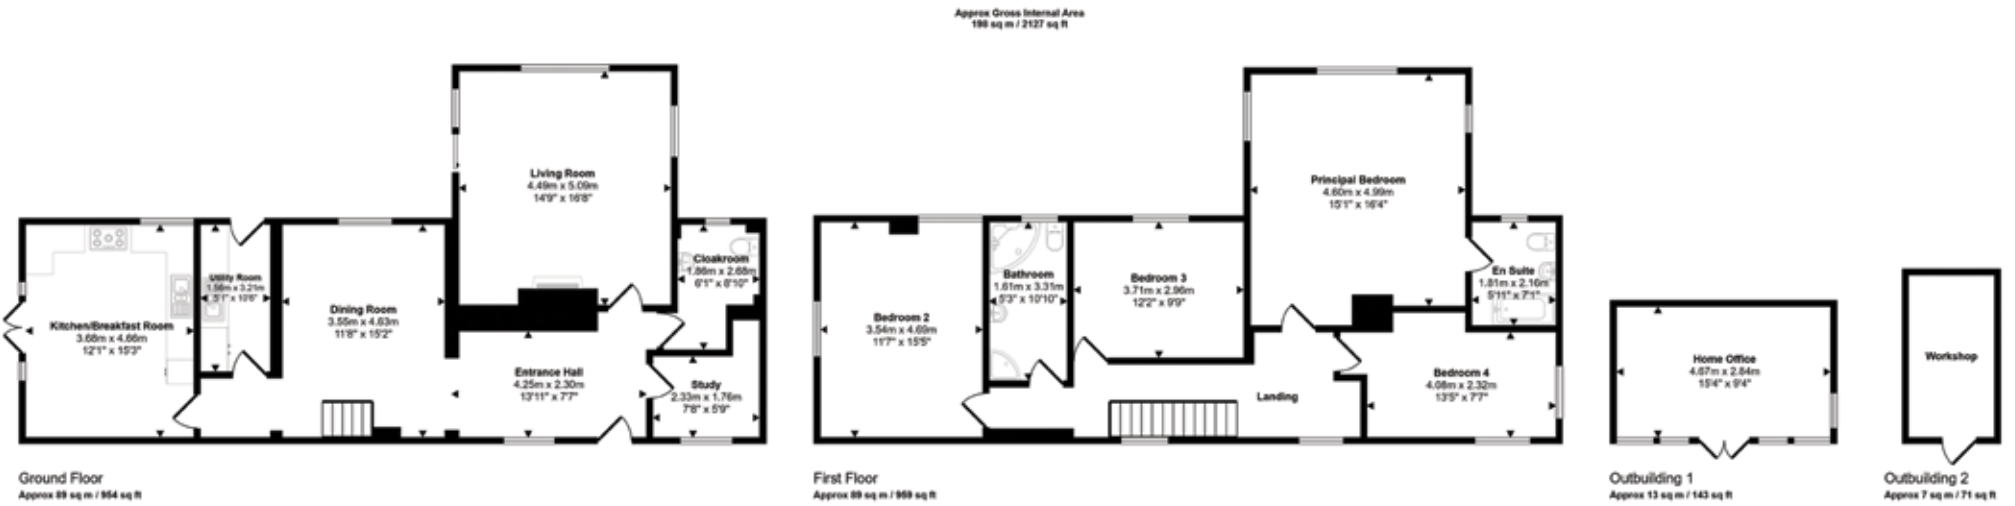 Approx Gross Internal Area
198 sq m / 2127 sq ft
Living Room
4.49m x 5.09m
14'9" x 16'8"
Kitchen/Breakfast Room
3.68m x 4.66m
12'1" x 15'3"
Utility Room
1.56m x 3.21m
5'1" x 10'6"
Dining Room
3.55m x 4.63m
11'8" x 15'2"
Cloakroom
1.86m x 2.68m
6'1" x 8'10"
Entrance Hall
4.25m x 2.30m
13'11" x 7'7"
Study
2.33m x 1.76m
7'8" x 5'9"
Ground Floor
Approx 89 sq m / 954 sq ft
Principal Bedroom
4.60m x 4.99m
15'1" x 16'4"
Bedroom 2
3.54m x 4.69m
11'7" x 15'5"
Bathroom
1.61m x 3.31m
5'3" x 10'10"
Bedroom 3
3.71m x 2.96m
12'2" x 9'9"
En Suite
1.81m x 2.16m
5'11" x 7'1"
Bedroom 4
4.08m x 2.32m
13'5" x 7'7"
Landing
First Floor
Approx 89 sq m / 959 sq ft
Home Office
4.67m x 2.84m
15'4" x 9'4"
Outbuilding 1
Approx 13 sq m / 143 sq ft
Workshop
Outbuilding 2
Approx 7 sq m / 71 sq ft